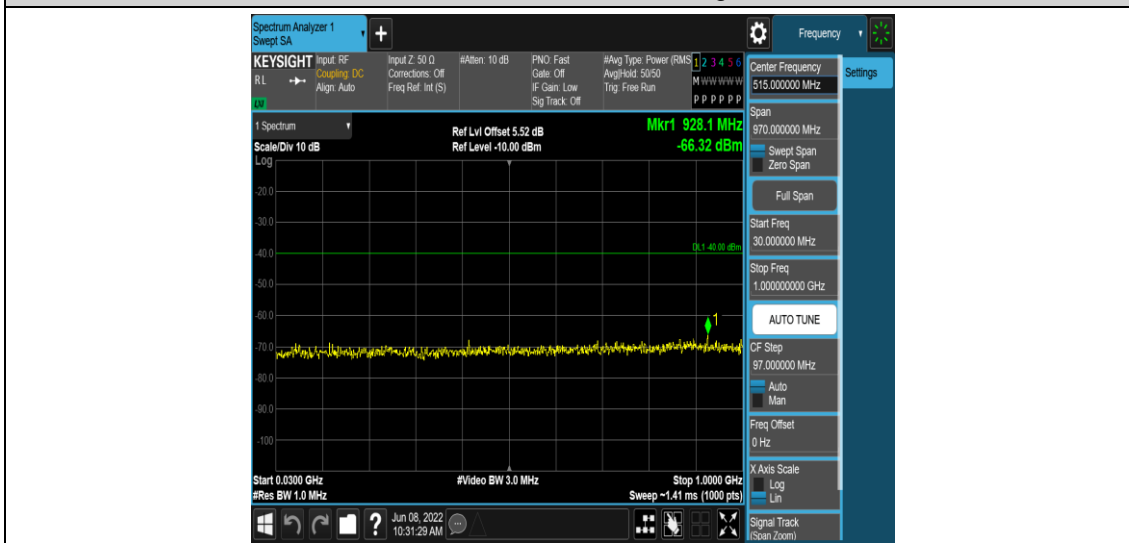 Spectrum Analyzer 1
Swept SA
+
Frequency
KEYSIGHT
RL
LXI
Input: RF
Coupling: DC
Align: Auto
Input Z: 50 Ω
Corrections: Off
Freq Ref: Int (S)
#Atten: 10 dB
PNO: Fast
Gate: Off
IF Gain: Low
Sig Track: Off
#Avg Type: Power (RMS
Avg|Hold: 50/50
Trig: Free Run
1 2 3 4 5 6
M W W W W W
P P P P P P
1 Spectrum
Scale/Div 10 dB
Ref Lvl Offset 5.52 dB
Ref Level -10.00 dBm
Mkr1 928.1 MHz
-66.32 dBm
Log
-20.0
-30.0
DL1 -40.00 dBm
-40.0
-50.0
-60.0
1
-70.0
-80.0
-90.0
-100
Start 0.0300 GHz
#Video BW 3.0 MHz
Stop 1.0000 GHz
#Res BW 1.0 MHz
Sweep ~1.41 ms (1000 pts)
?
Jun 08, 2022
10:31:29 AM
Center Frequency
515.000000 MHz
Settings
Span
970.000000 MHz
Swept Span
Zero Span
Full Span
Start Freq
30.000000 MHz
Stop Freq
1.000000000 GHz
AUTO TUNE
CF Step
97.000000 MHz
Auto
Man
Freq Offset
0 Hz
X Axis Scale
Log
Lin
Signal Track
(Span Zoom)